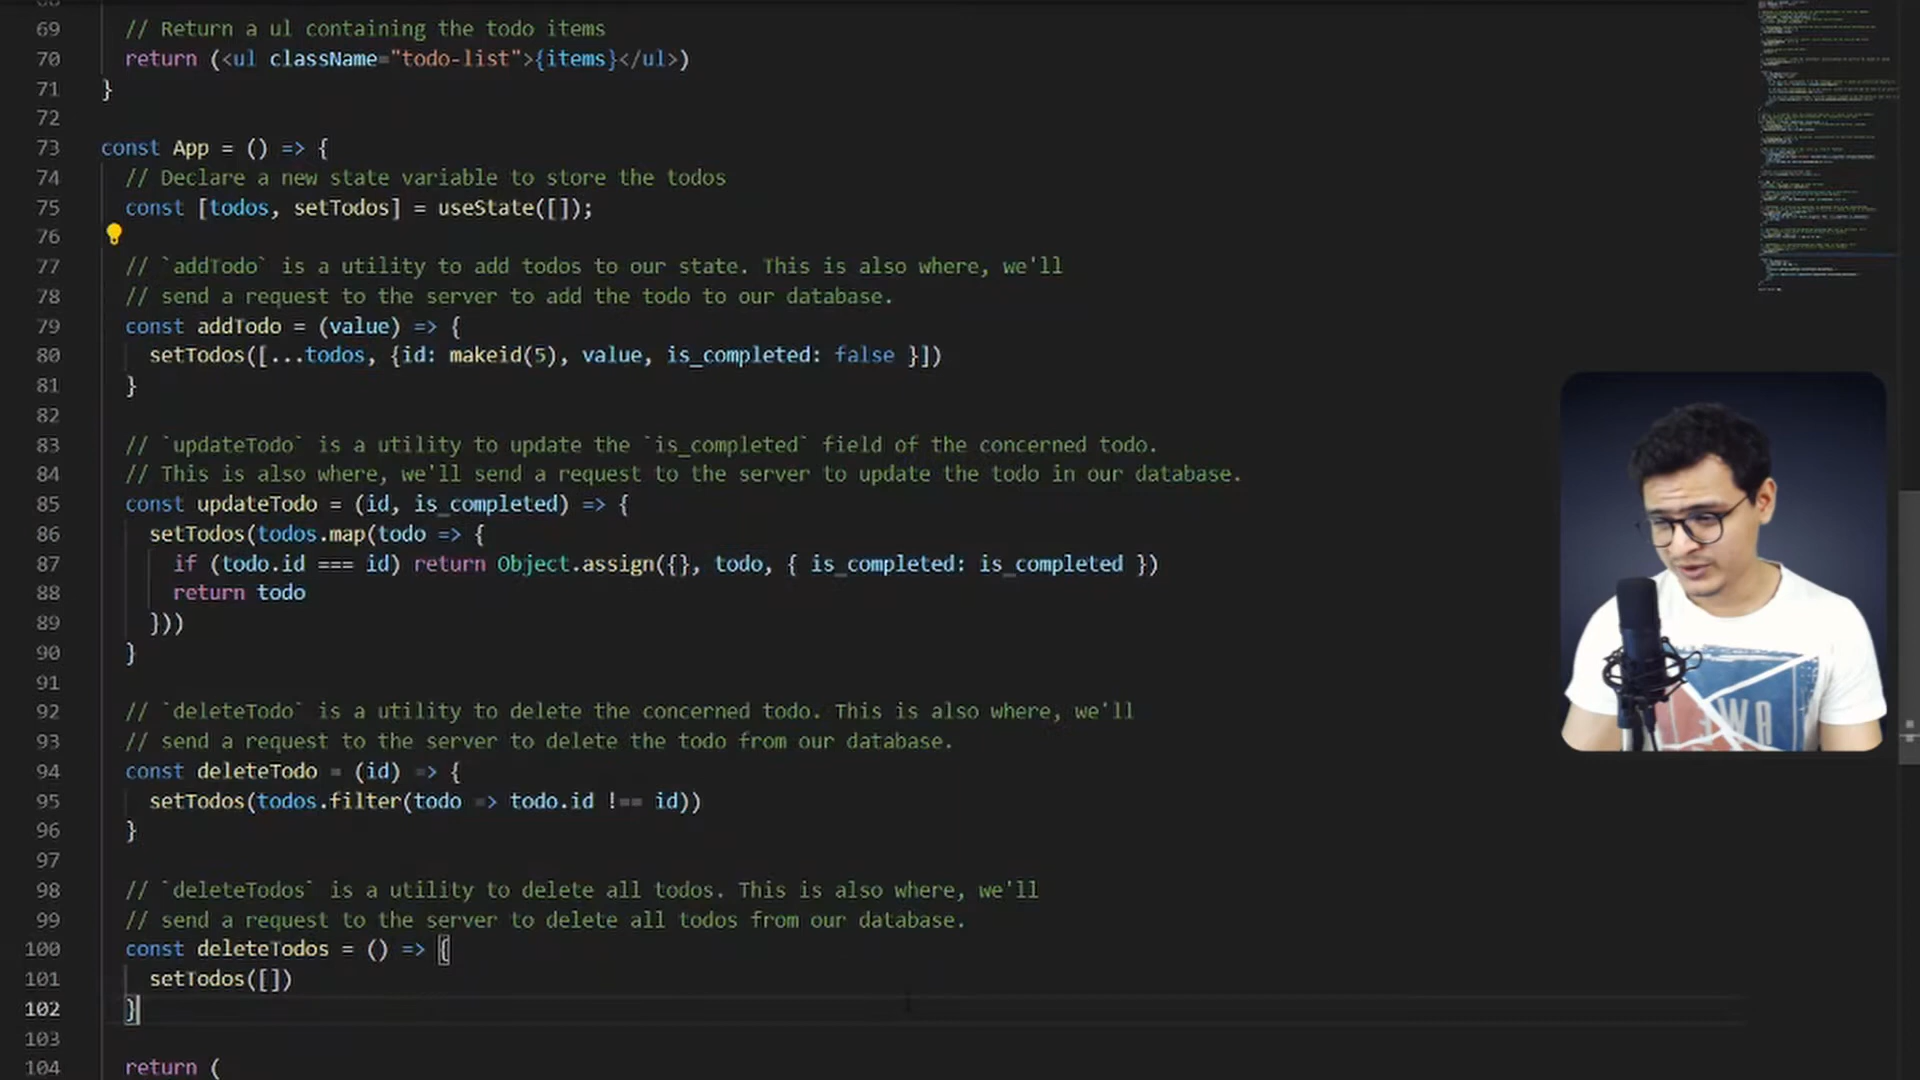 69 // Return a ul containing the todo items
70 return (<ul className="todo-list">{items}</ul>)
71 }
72
73 const App = () => {
74 // Declare a new state variable to store the todos
75 const [todos, setTodos] = useState([]);
76
77 // `addTodo` is a utility to add todos to our state. This is also where, we'll
78 // send a request to the server to add the todo to our database.
79 const addTodo = (value) => {
80 setTodos([...todos, {id: makeid(5), value, is_completed: false }])
81 }
82
83 // `updateTodo` is a utility to update the `is_completed` field of the concerned todo.
84 // This is also where, we'll send a request to the server to update the todo in our database.
85 const updateTodo = (id, is_completed) => {
86 setTodos(todos.map(todo => {
87 if (todo.id === id) return Object.assign({}, todo, { is_completed: is_completed })
88 return todo
89 }))
90 }
91
92 // `deleteTodo` is a utility to delete the concerned todo. This is also where, we'll
93 // send a request to the server to delete the todo from our database.
94 const deleteTodo = (id) => {
95 setTodos(todos.filter(todo => todo.id !== id))
96 }
97
98 // `deleteTodos` is a utility to delete all todos. This is also where, we'll
99 // send a request to the server to delete all todos from our database.
100 const deleteTodos = () => {
101 setTodos([])
102 }
103
104 return (